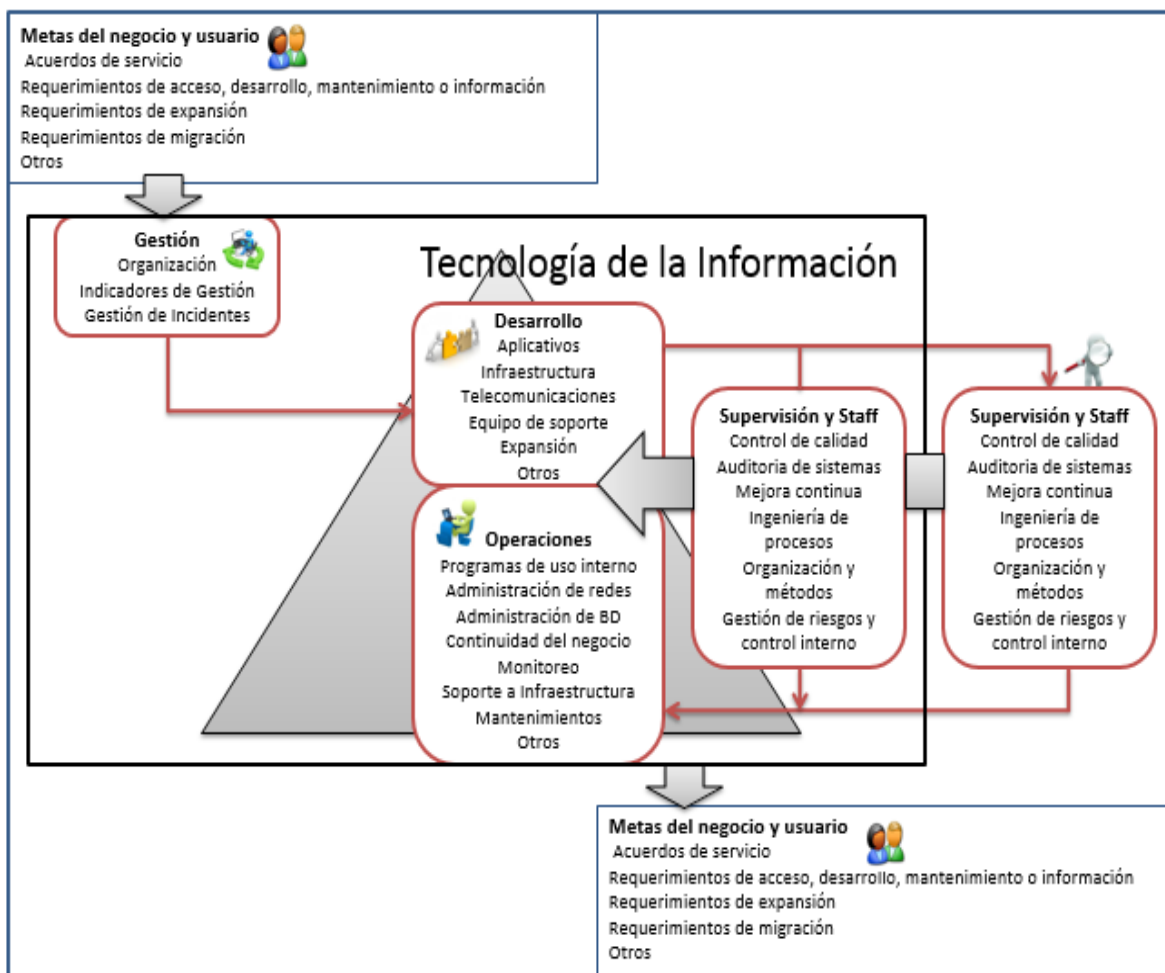 Metas del negocio y usuario
Acuerdos de servicio
Requerimientos de acceso, desarrollo, mantenimiento o información
Requerimientos de expansión
Requerimientos de migración
Otros
Gestión
Organización
Indicadores de Gestión
Gestión de Incidentes
Tecnología de la Información
Desarrollo
Aplicativos
Infraestructura
Telecomunicaciones
Equipo de soporte
Expansión
Otros
Operaciones
Programas de uso interno
Administración de redes
Administración de BD
Continuidad del negocio
Monitoreo
Soporte a Infraestructura
Mantenimientos
Otros
Supervisión y Staff
Control de calidad
Auditoria de sistemas
Mejora continua
Ingeniería de
procesos
Organización y
métodos
Gestión de riesgos y
control interno
Supervisión y Staff
Control de calidad
Auditoria de sistemas
Mejora continua
Ingeniería de
procesos
Organización y
métodos
Gestión de riesgos y
control interno
Metas del negocio y usuario
Acuerdos de servicio
Requerimientos de acceso, desarrollo, mantenimiento o información
Requerimientos de expansión
Requerimientos de migración
Otros